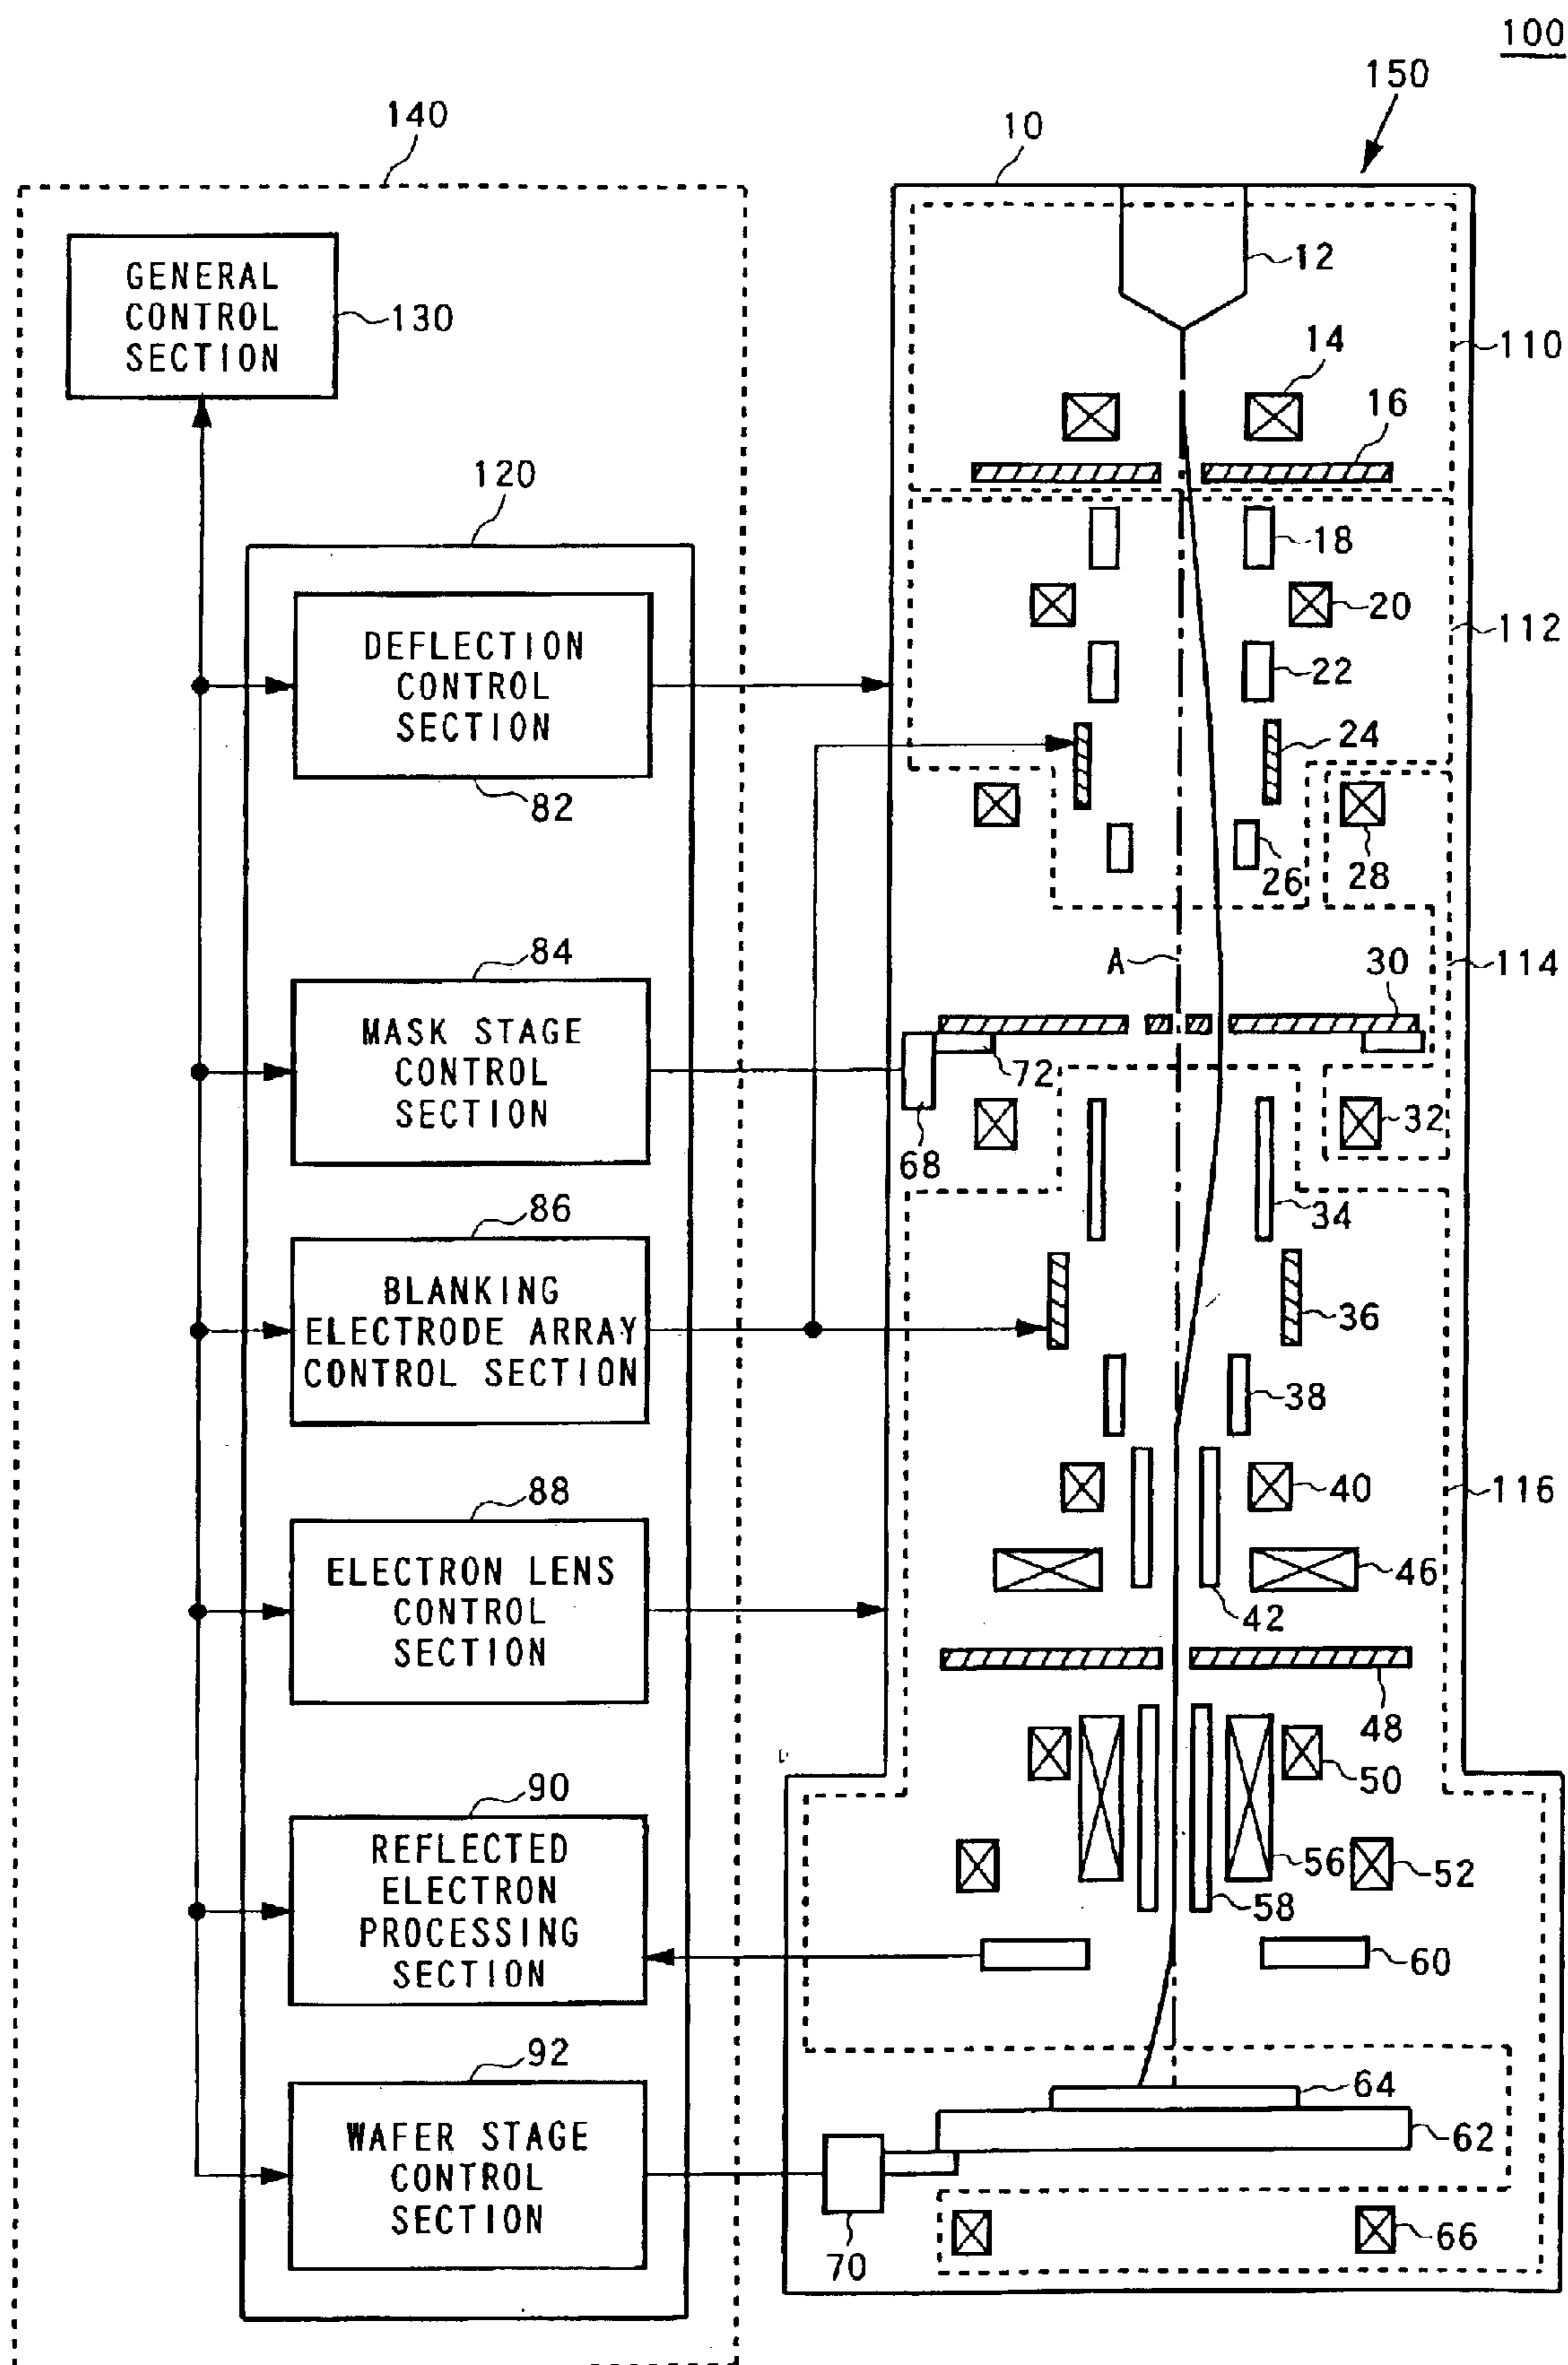 100
150
140
10
GENERAL
CONTROL
SECTION
130
12
110
14
16
120
18
20
112
DEFLECTION
CONTROL
SECTION
82
22
24
26
28
A
30
114
84
MASK STAGE
CONTROL
SECTION
72
68
32
34
86
BLANKING
ELECTRODE ARRAY
CONTROL SECTION
36
38
40
116
88
ELECTRON LENS
CONTROL
SECTION
46
42
48
50
90
REFLECTED
ELECTRON
PROCESSING
SECTION
56
52
58
60
92
WAFER STAGE
CONTROL
SECTION
64
62
70
66